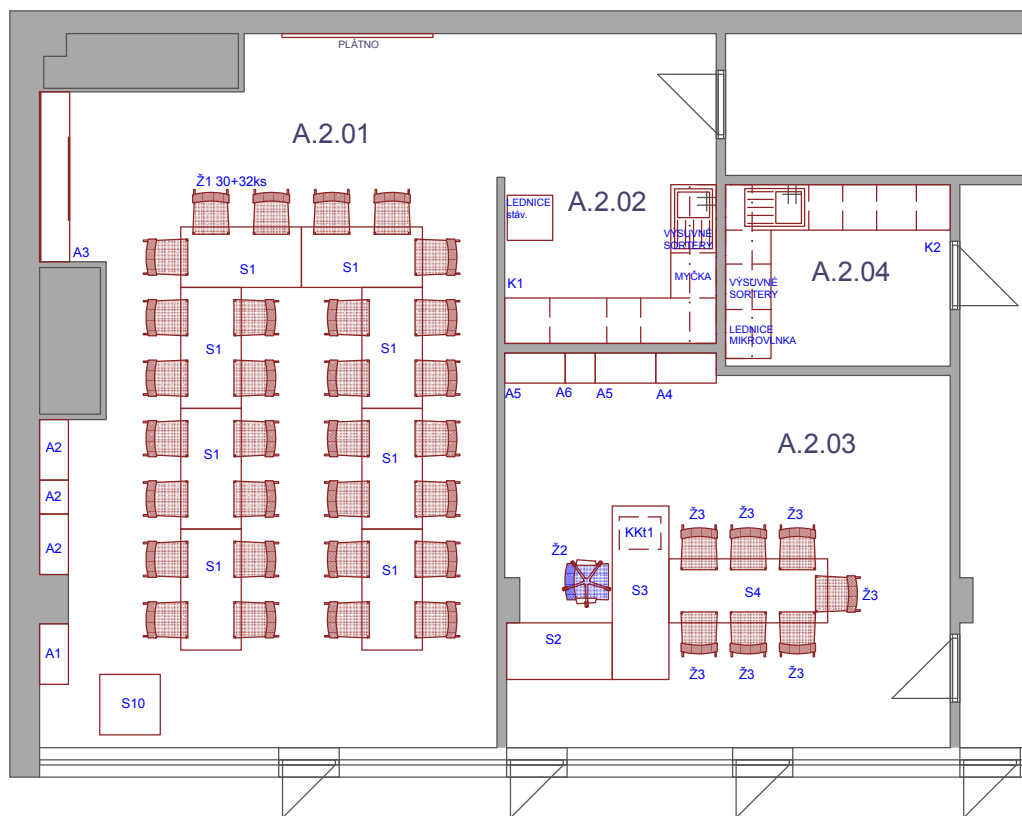 PLÁTNO
A.2.01
Ž1 30+32ks
A3
S1
S1
S1
S1
S1
S1
S1
S1
A2
A2
A2
A1
S10
LEDNICE
stáv.
A.2.02
VÝSUVNÉ
SORTERY
MYČKA
K1
K2
A.2.04
VÝSUVNÉ
SORTERY
LEDNICE
MIKROVLNKA
A5
A6
A5
A4
A.2.03
Ž3
Ž3
Ž3
KKt1
Ž2
S3
S4
Ž3
S2
Ž3
Ž3
Ž3